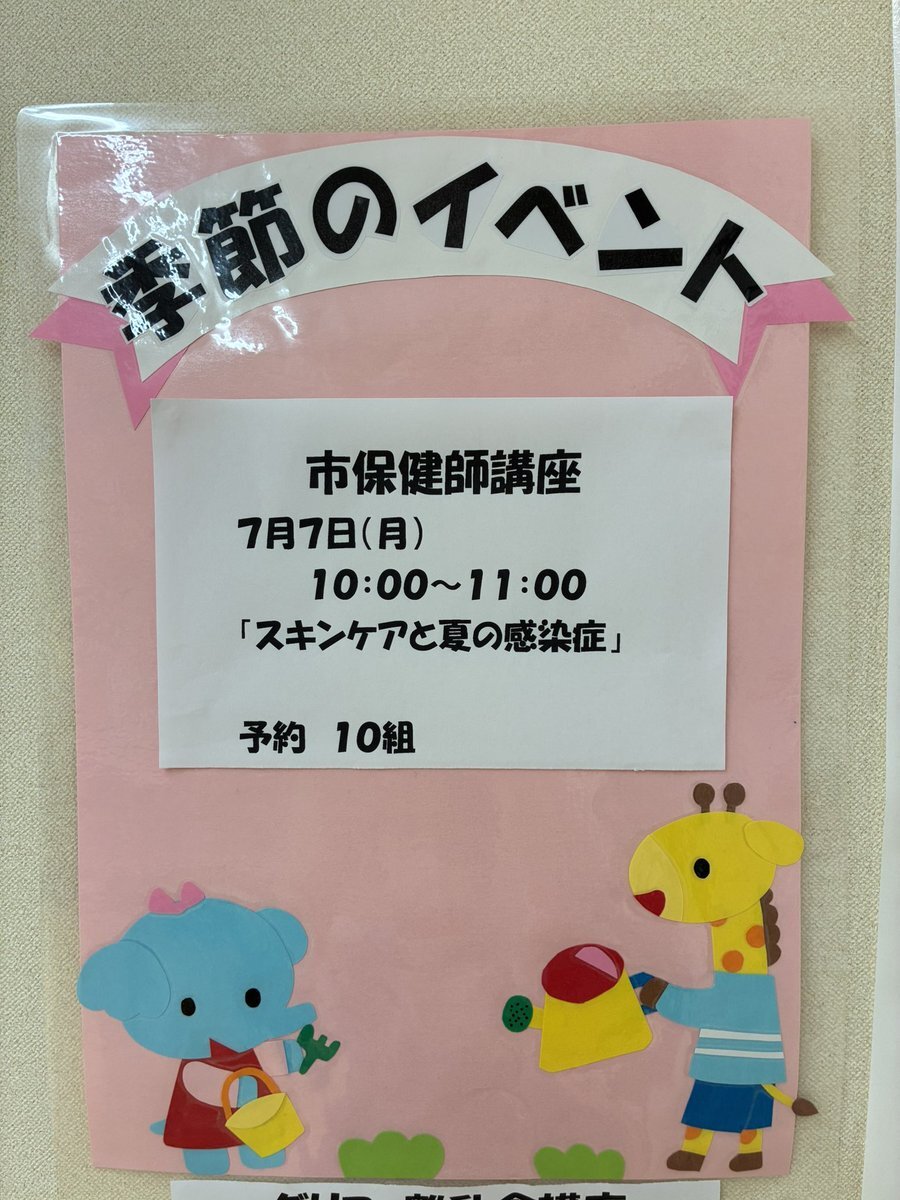 季節のイベント
市保健師講座
7月7日(月)
10:00～11:00
「スキンケアと夏の感染症」
予約 10組